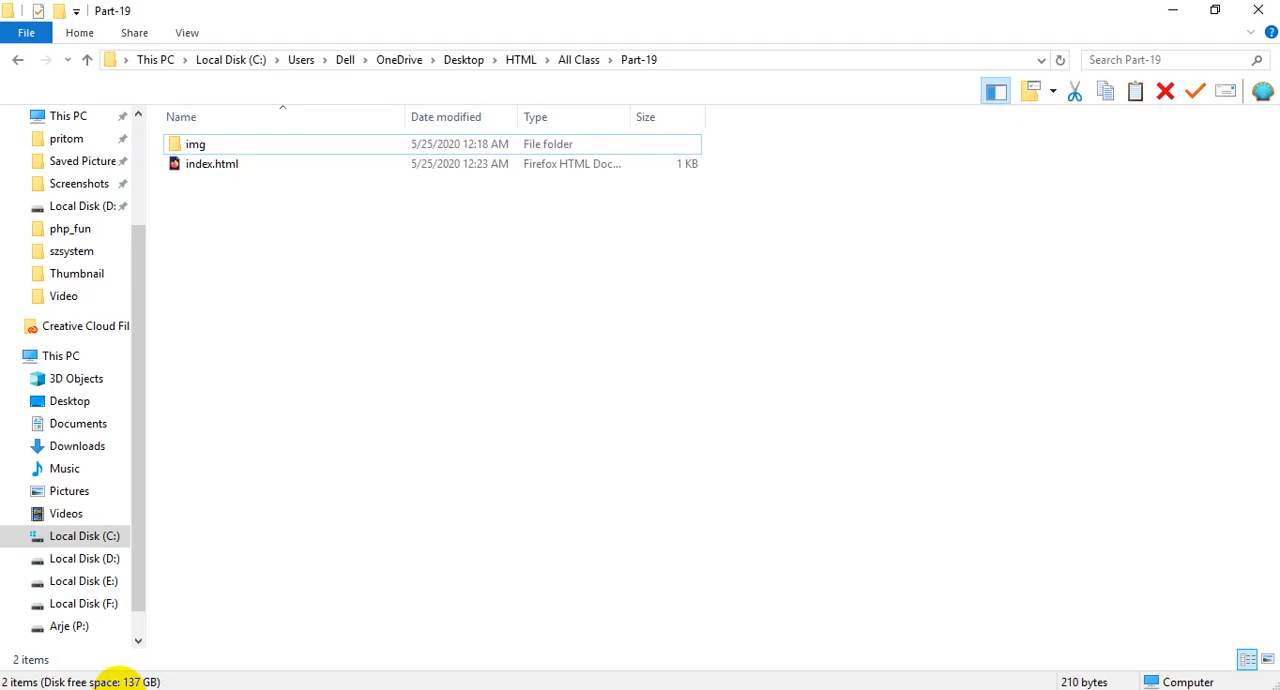 Part-19
File Home Share View
This PC Local Disk (C:) Users Dell OneDrive Desktop HTML All Class Part-19
Search Part-19
Name Date modified Type Size
img 5/25/2020 12:18 AM File folder
index.html 5/25/2020 12:23 AM Firefox HTML Doc... 1 KB
This PC
pritom
Saved Picture
Screenshots
Local Disk (D:
php_fun
szsystem
Thumbnail
Video
Creative Cloud Fil
This PC
3D Objects
Desktop
Documents
Downloads
Music
Pictures
Videos
Local Disk (C:)
Local Disk (D:)
Local Disk (E:)
Local Disk (F:)
Arje (P:)
2 items
2 items (Disk free space: 137 GB) 210 bytes Computer